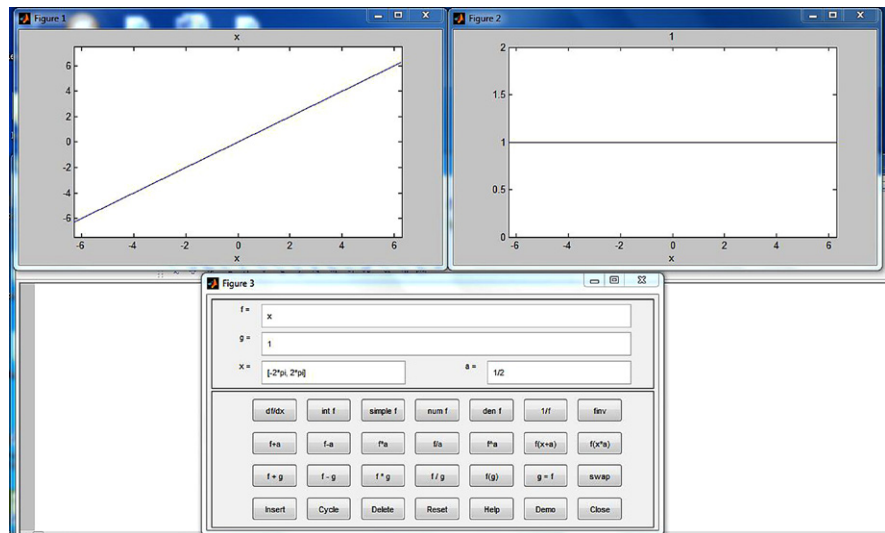 Figure 1
x
6
4
2
0
-2
-4
-6
-6 -4 -2 0 2 4 6
x
Figure 2
1
2
1.5
1
0.5
0
-6 -4 -2 0 2 4 6
x
Figure 3
f = x
g = 1
x = [-2*pi, 2*pi] a = 1/2
df/dx int f simple f num f den f 1/f finv
f+a f-a f*a f/a f^a f(x+a) f(x*a)
f + g f - g f * g f / g f(g) g = f swap
Insert Cycle Delete Reset Help Demo Close